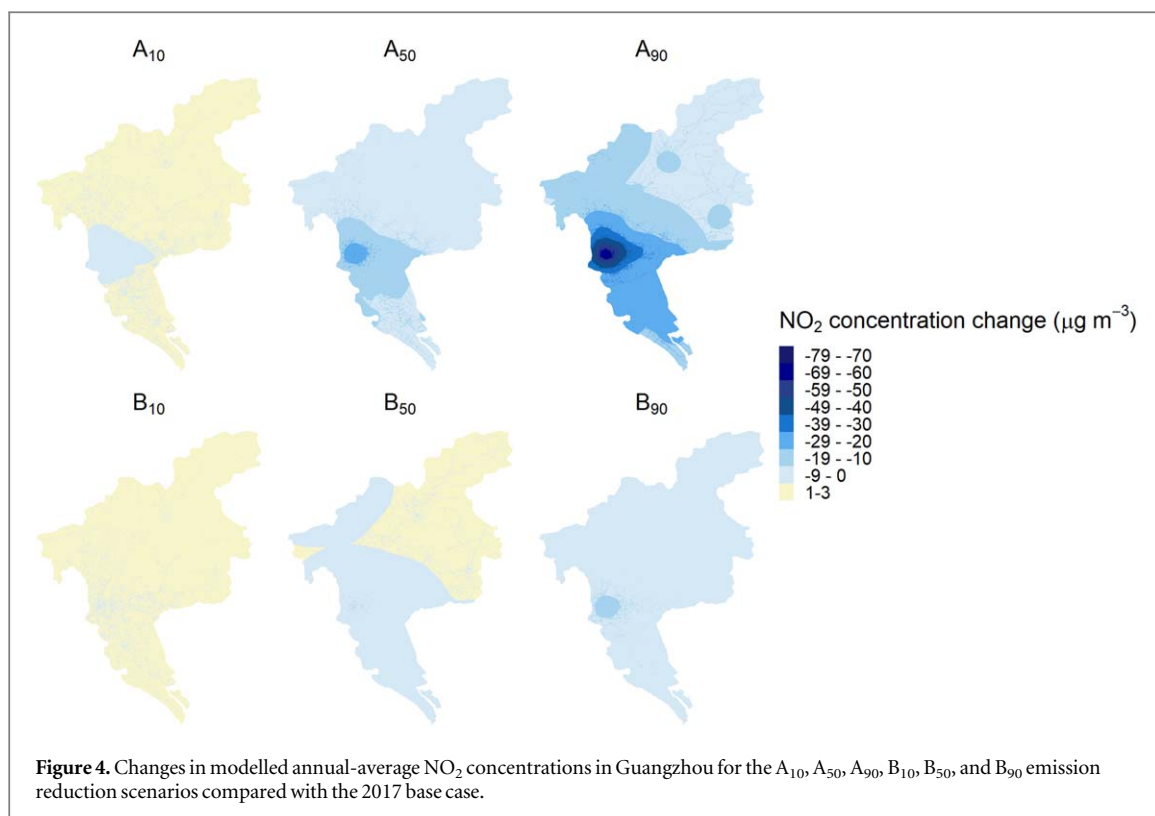 A₁₀ A₅₀ A₉₀
NO₂ concentration change (μg m⁻³)
-79 - -70
-69 - -60
-59 - -50
-49 - -40
-39 - -30
-29 - -20
-19 - -10
-9 - 0
1-3
B₁₀ B₅₀ B₉₀
Figure 4. Changes in modelled annual-average NO₂ concentrations in Guangzhou for the A₁₀, A₅₀, A₉₀, B₁₀, B₅₀, and B₉₀ emission
reduction scenarios compared with the 2017 base case.